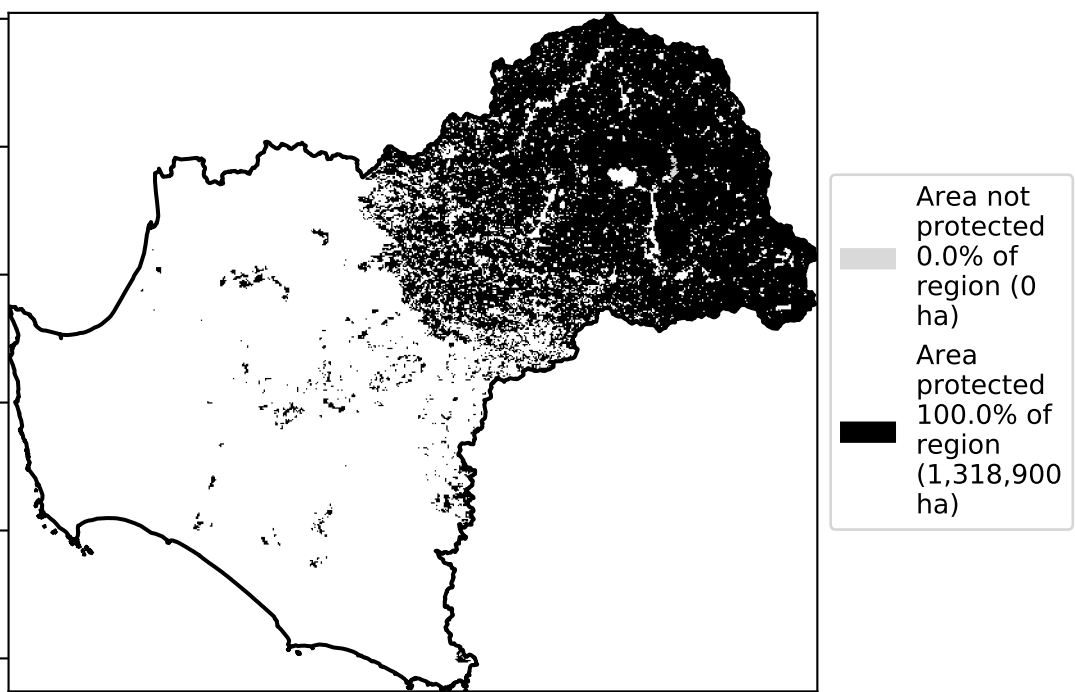 Area not
protected
0.0% of
region (0
ha)
Area
protected
100.0% of
region
(1,318,900
ha)